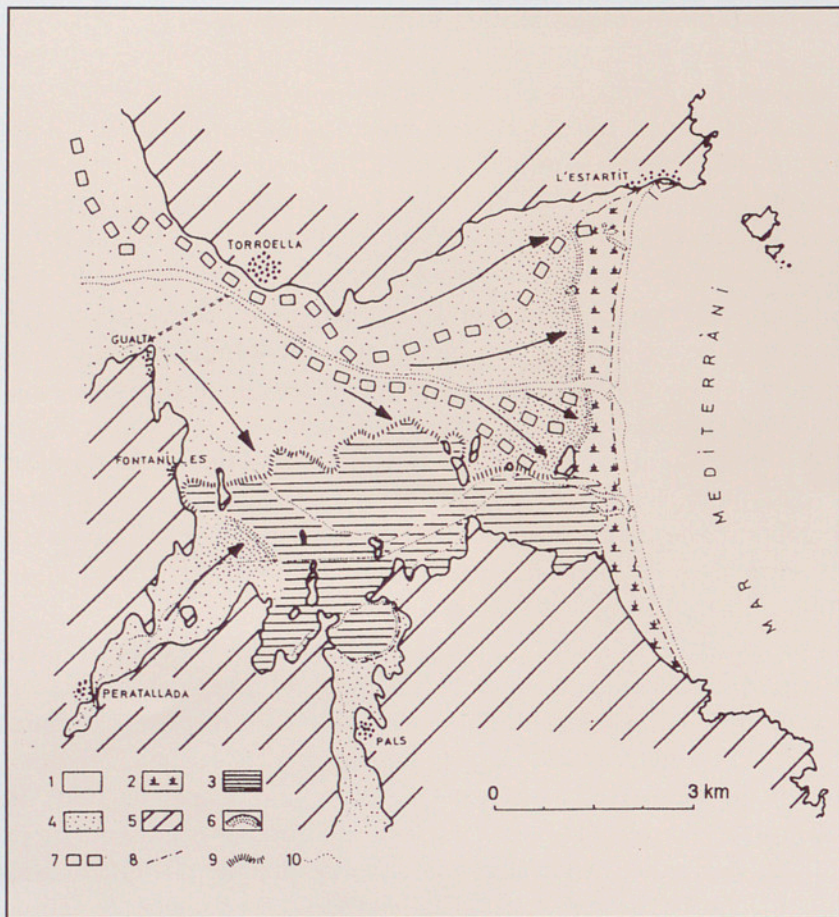 L'ESTARTIT
TORROELLA
GUALTA
FONTANILLES
MAR MEDITERRÀNI
PERATALLADA
PALS
1 2 3
4 5 6
7 8 9 10
0 3 km